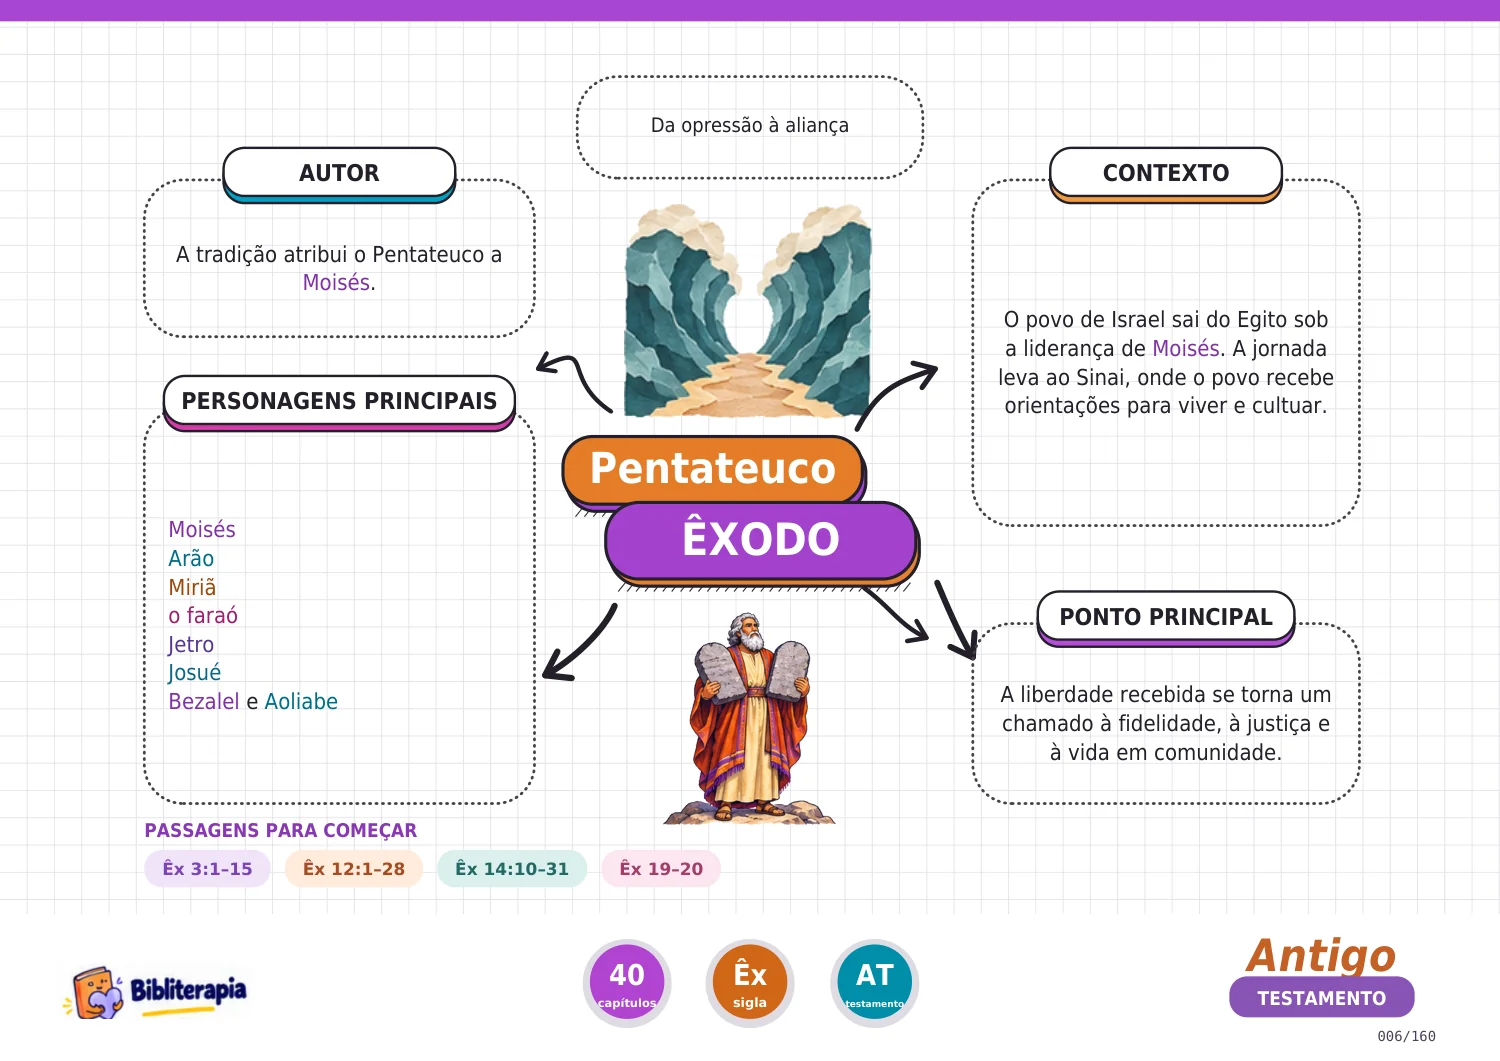 Da opressão à aliança
AUTOR
A tradição atribui o Pentateuco a
Moisés.
CONTEXTO
O povo de Israel sai do Egito sob
a liderança de Moisés. A jornada
leva ao Sinai, onde o povo recebe
orientações para viver e cultuar.
PERSONAGENS PRINCIPAIS
Moisés
Arão
Miriã
o faraó
Jetro
Josué
Bezalel e Aoliabe
Pentateuco
ÊXODO
PONTO PRINCIPAL
A liberdade recebida se torna um
chamado à fidelidade, à justiça e
à vida em comunidade.
PASSAGENS PARA COMEÇAR
Êx 3:1–15
Êx 12:1–28
Êx 14:10–31
Êx 19–20
Bibliterapia
40
capítulos
Êx
sigla
AT
testamento
Antigo
TESTAMENTO
006/160